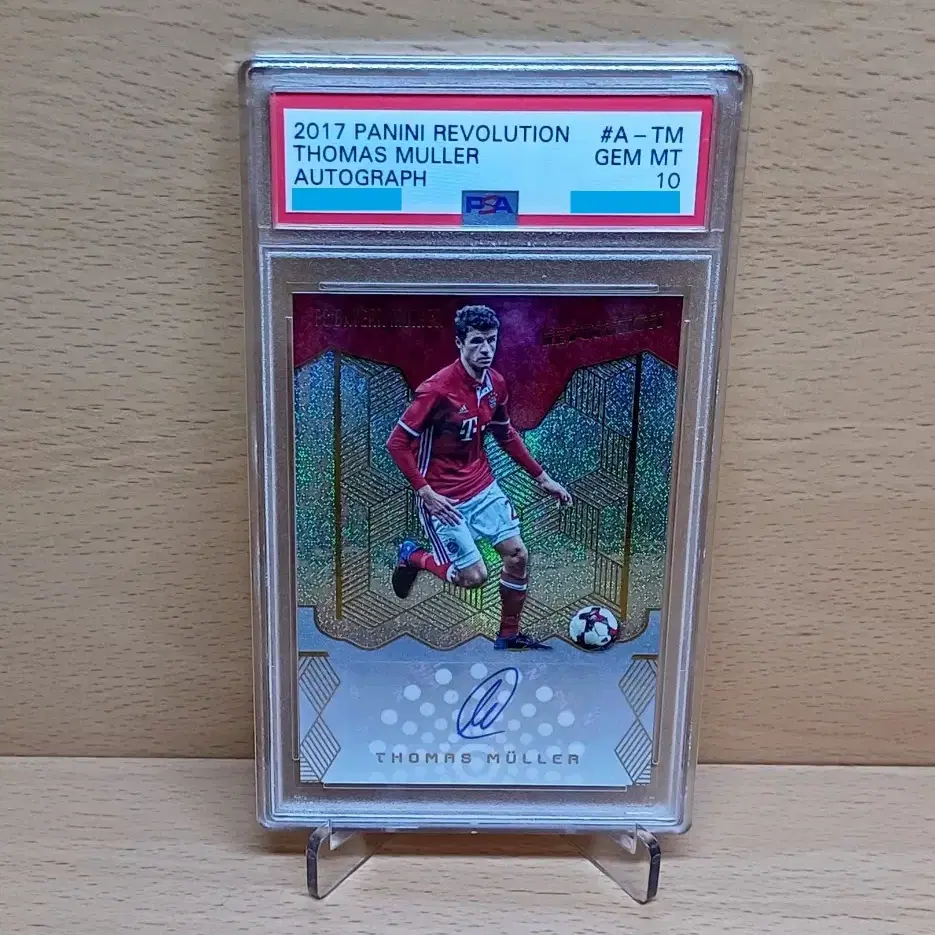 2017 PANINI REVOLUTION #A-TM
THOMAS MULLER GEM MT
AUTOGRAPH 10
PSA
T
THOMAS MÜLLER